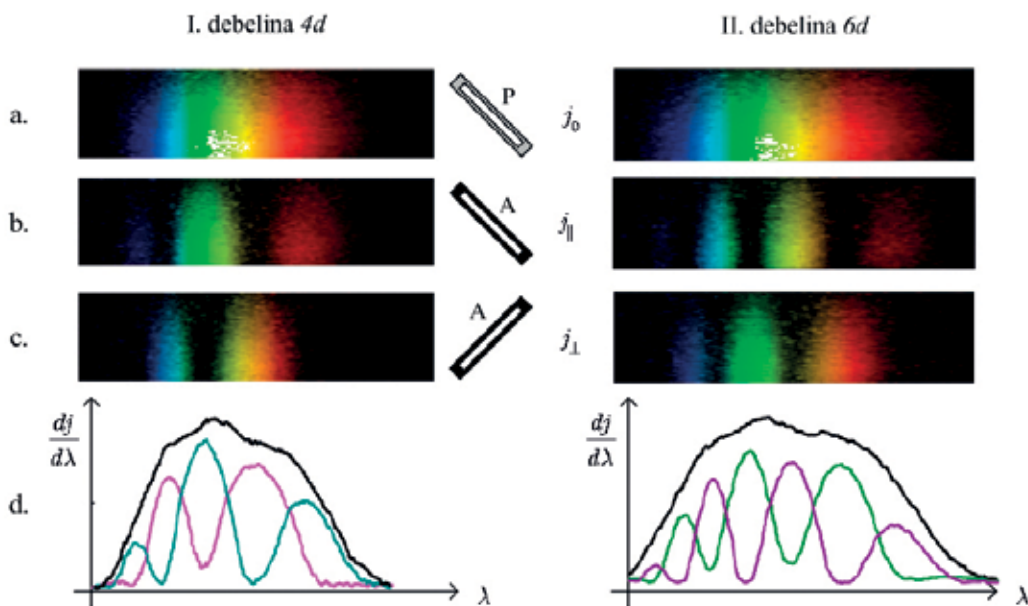 I. debelina 4d
II. debelina 6d
a.
P
j₀
b.
A
j∥
c.
A
j⊥
d.
dj
dλ
λ
dj
dλ
λ